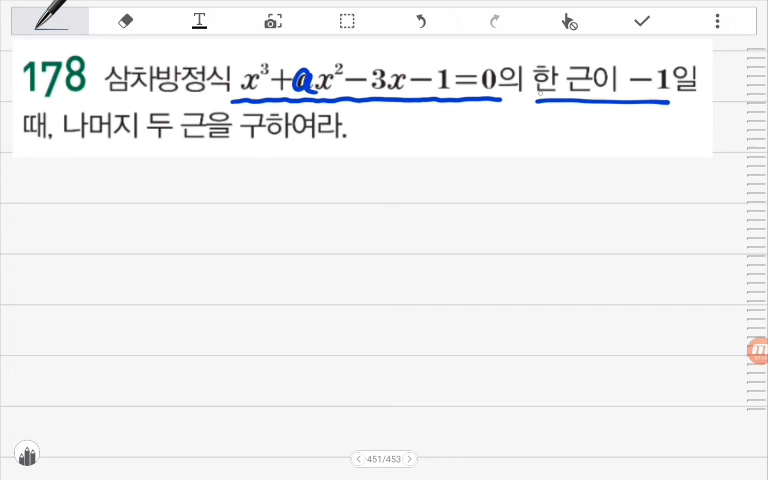 T
178 삼차방정식 x³+ax²−3x−1=0의 한 근이 −1일
때, 나머지 두 근을 구하여라.
451/453